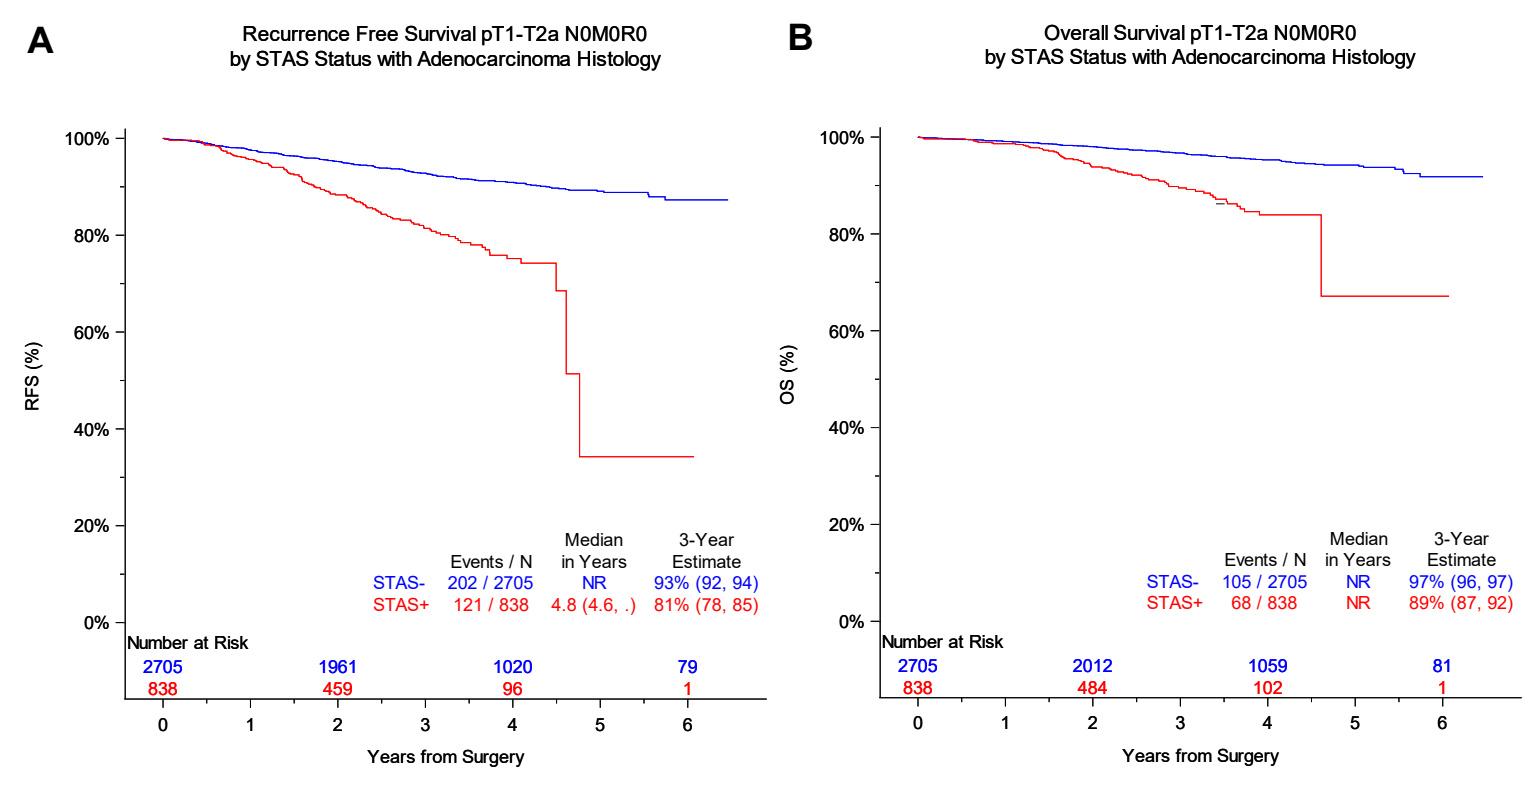 A
Recurrence Free Survival pT1-T2a N0M0R0
by STAS Status with Adenocarcinoma Histology
100%
80%
60%
40%
20%
0%
RFS (%)
Median 3-Year
Events / N in Years Estimate
STAS- 202 / 2705 NR 93% (92, 94)
STAS+ 121 / 838 4.8 (4.6, .) 81% (78, 85)
Number at Risk
2705 1961 1020 79
838 459 96 1
0 1 2 3 4 5 6
Years from Surgery
B
Overall Survival pT1-T2a N0M0R0
by STAS Status with Adenocarcinoma Histology
100%
80%
60%
40%
20%
0%
OS (%)
Median 3-Year
Events / N in Years Estimate
STAS- 105 / 2705 NR 97% (96, 97)
STAS+ 68 / 838 NR 89% (87, 92)
Number at Risk
2705 2012 1059 81
838 484 102 1
0 1 2 3 4 5 6
Years from Surgery